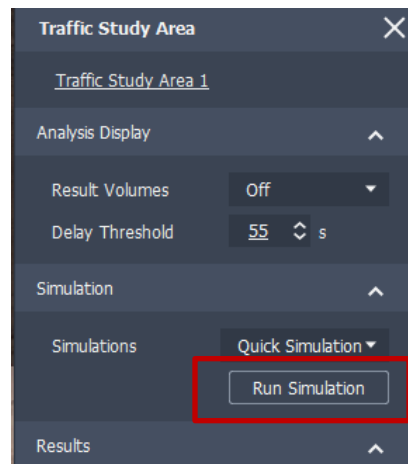 Traffic Study Area
Traffic Study Area 1
Analysis Display
Result Volumes Off
Delay Threshold 55 s
Simulation
Simulations Quick Simulation
Run Simulation
Results